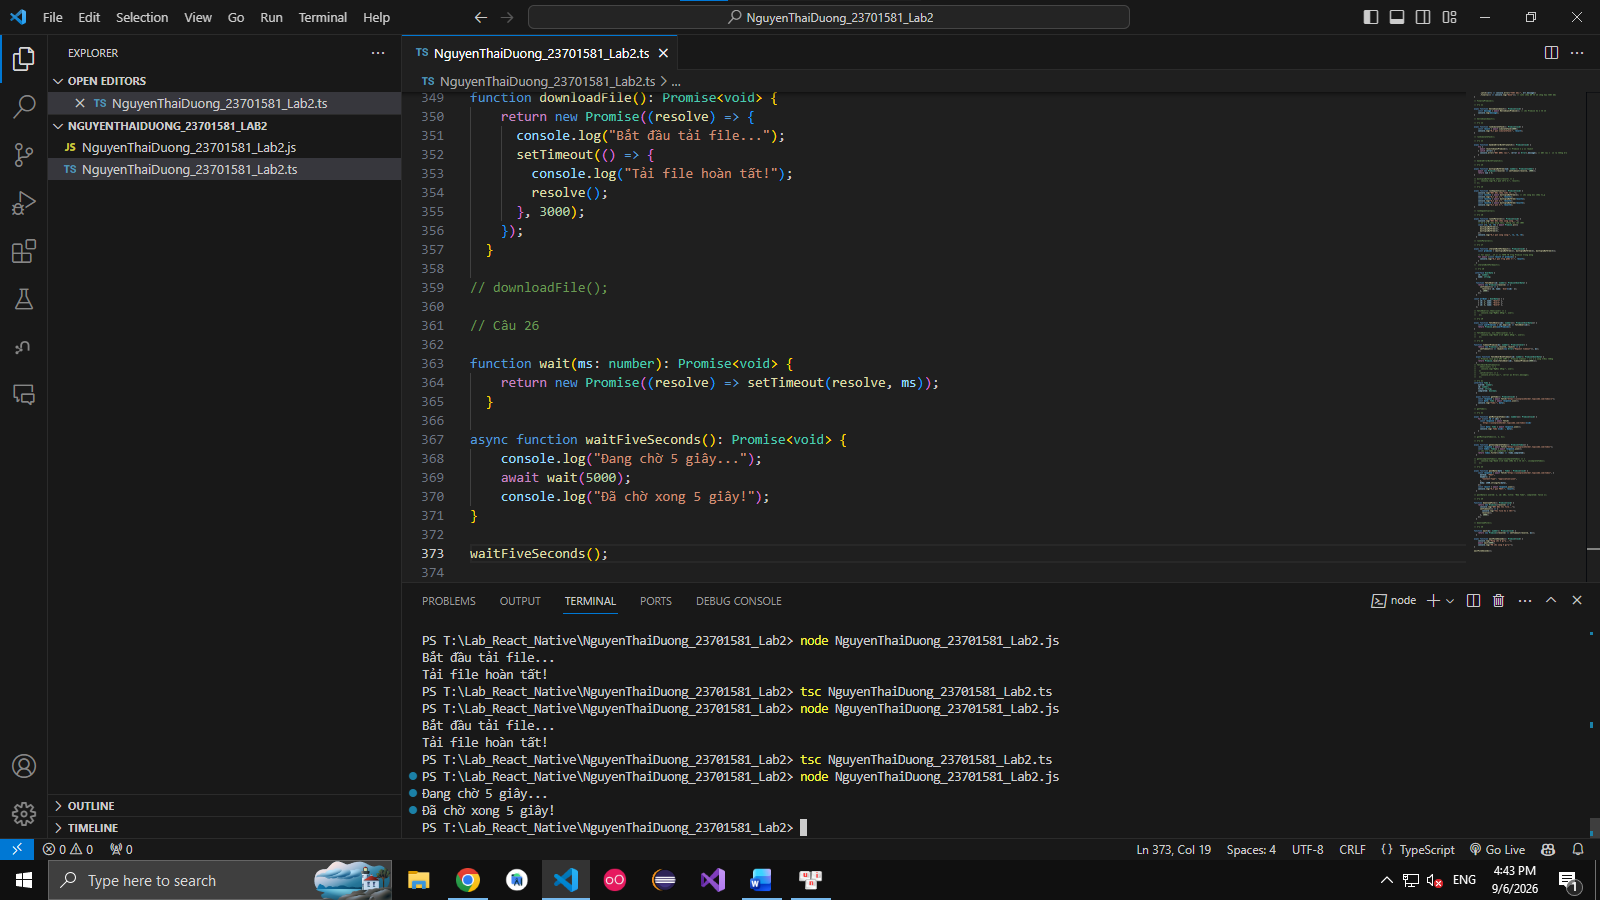 File Edit Selection View Go Run Terminal Help
NguyenThaiDuong_23701581_Lab2
EXPLORER
OPEN EDITORS
TS NguyenThaiDuong_23701581_Lab2.ts
NGUYENTHAIDUONG_23701581_LAB2
JS NguyenThaiDuong_23701581_Lab2.js
TS NguyenThaiDuong_23701581_Lab2.ts
OUTLINE
TIMELINE
TS NguyenThaiDuong_23701581_Lab2.ts
TS NguyenThaiDuong_23701581_Lab2.ts > ...
349 function downloadFile(): Promise<void> {
350 return new Promise((resolve) => {
351 console.log("Bắt đầu tải file...");
352 setTimeout(() => {
353 console.log("Tải file hoàn tất!");
354 resolve();
355 }, 3000);
356 });
357 }
358
359 // downloadFile();
360
361 // Câu 26
362
363 function wait(ms: number): Promise<void> {
364 return new Promise((resolve) => setTimeout(resolve, ms));
365 }
366
367 async function waitFiveSeconds(): Promise<void> {
368 console.log("Đang chờ 5 giây...");
369 await wait(5000);
370 console.log("Đã chờ xong 5 giây!");
371 }
372
373 waitFiveSeconds();
374
PROBLEMS OUTPUT TERMINAL PORTS DEBUG CONSOLE
node
PS T:\Lab_React_Native\NguyenThaiDuong_23701581_Lab2> node NguyenThaiDuong_23701581_Lab2.js
Bắt đầu tải file...
Tải file hoàn tất!
PS T:\Lab_React_Native\NguyenThaiDuong_23701581_Lab2> tsc NguyenThaiDuong_23701581_Lab2.ts
PS T:\Lab_React_Native\NguyenThaiDuong_23701581_Lab2> node NguyenThaiDuong_23701581_Lab2.js
Bắt đầu tải file...
Tải file hoàn tất!
PS T:\Lab_React_Native\NguyenThaiDuong_23701581_Lab2> tsc NguyenThaiDuong_23701581_Lab2.ts
PS T:\Lab_React_Native\NguyenThaiDuong_23701581_Lab2> node NguyenThaiDuong_23701581_Lab2.js
Đang chờ 5 giây...
Đã chờ xong 5 giây!
PS T:\Lab_React_Native\NguyenThaiDuong_23701581_Lab2>
0 0 0
Ln 373, Col 19 Spaces: 4 UTF-8 CRLF {} TypeScript Go Live
Type here to search
ENG
4:43 PM
9/6/2026
1